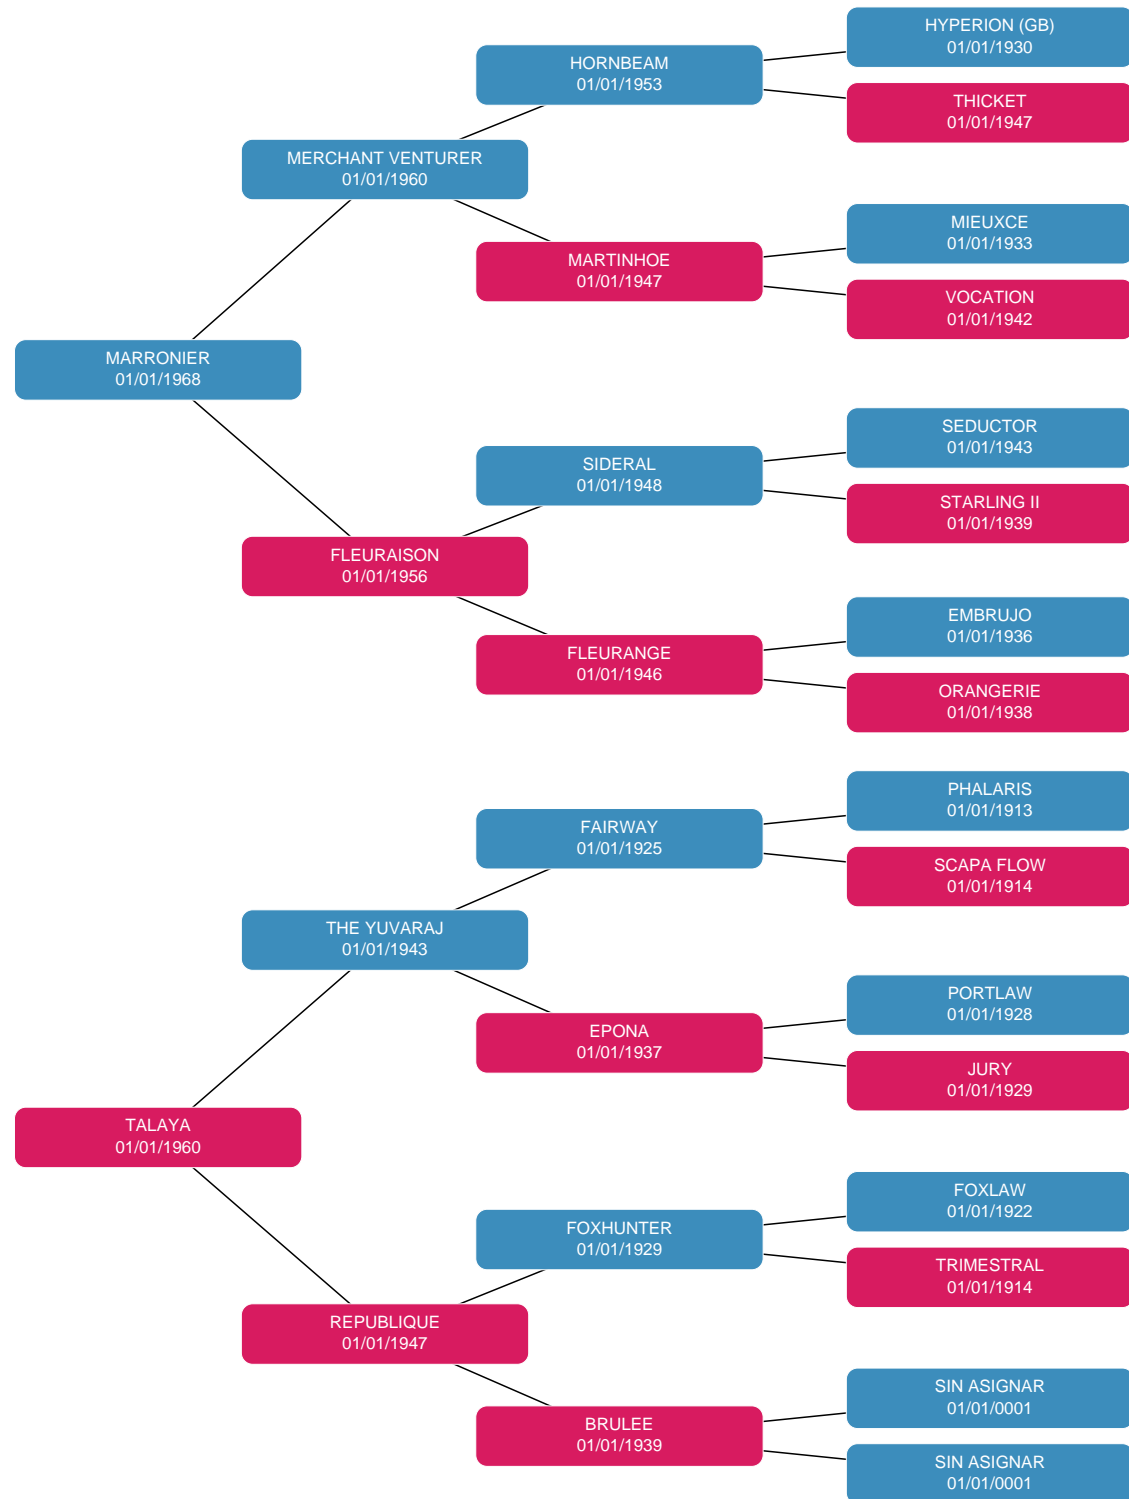 HYPERION (GB)
01/01/1930
HORNBEAM
01/01/1953
THICKET
01/01/1947
MERCHANT VENTURER
01/01/1960
MIEUXCE
01/01/1933
MARTINHOE
01/01/1947
VOCATION
01/01/1942
MARRONIER
01/01/1968
SEDUCTOR
01/01/1943
SIDERAL
01/01/1948
STARLING II
01/01/1939
FLEURAISON
01/01/1956
EMBRUJO
01/01/1936
FLEURANGE
01/01/1946
ORANGERIE
01/01/1938
PHALARIS
01/01/1913
FAIRWAY
01/01/1925
SCAPA FLOW
01/01/1914
THE YUVARAJ
01/01/1943
PORTLAW
01/01/1928
EPONA
01/01/1937
JURY
01/01/1929
TALAYA
01/01/1960
FOXLAW
01/01/1922
FOXHUNTER
01/01/1929
TRIMESTRAL
01/01/1914
REPUBLIQUE
01/01/1947
SIN ASIGNAR
01/01/0001
BRULEE
01/01/1939
SIN ASIGNAR
01/01/0001